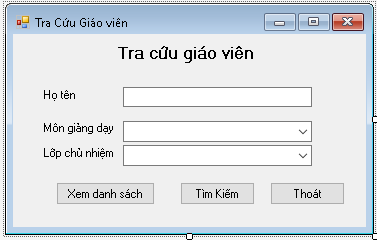 Tra Cứu Giáo viên
Tra cứu giáo viên
Họ tên
Môn giảng dạy
Lớp chủ nhiệm
Xem danh sách
Tìm Kiếm
Thoát